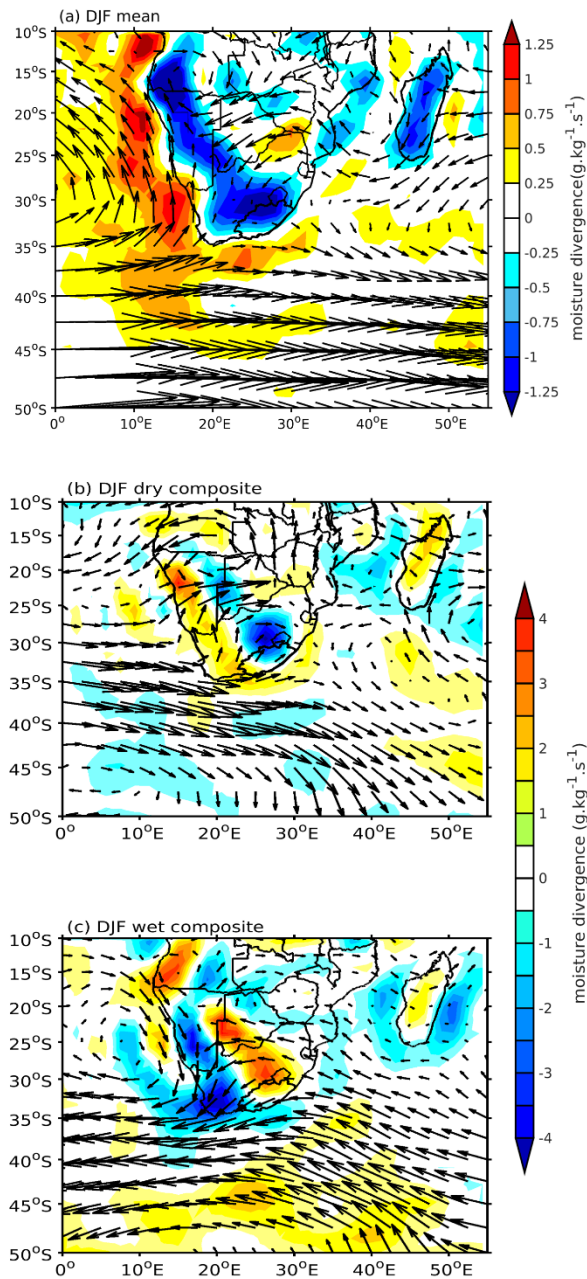 (a) DJF mean
10°S
15°S
20°S
25°S
30°S
35°S
40°S
45°S
50°S
0°
10°E
20°E
30°E
40°E
50°E
1.25
1
0.75
0.5
0.25
0
-0.25
-0.5
-0.75
-1
-1.25
moisture divergence(g.kg⁻¹.s⁻¹)
(b) DJF dry composite
10°S
15°S
20°S
25°S
30°S
35°S
40°S
45°S
50°S
0°
10°E
20°E
30°E
40°E
50°E
(c) DJF wet composite
10°S
15°S
20°S
25°S
30°S
35°S
40°S
45°S
50°S
0°
10°E
20°E
30°E
40°E
50°E
4
3
2
1
0
-1
-2
-3
-4
moisture divergence (g.kg⁻¹.s⁻¹)